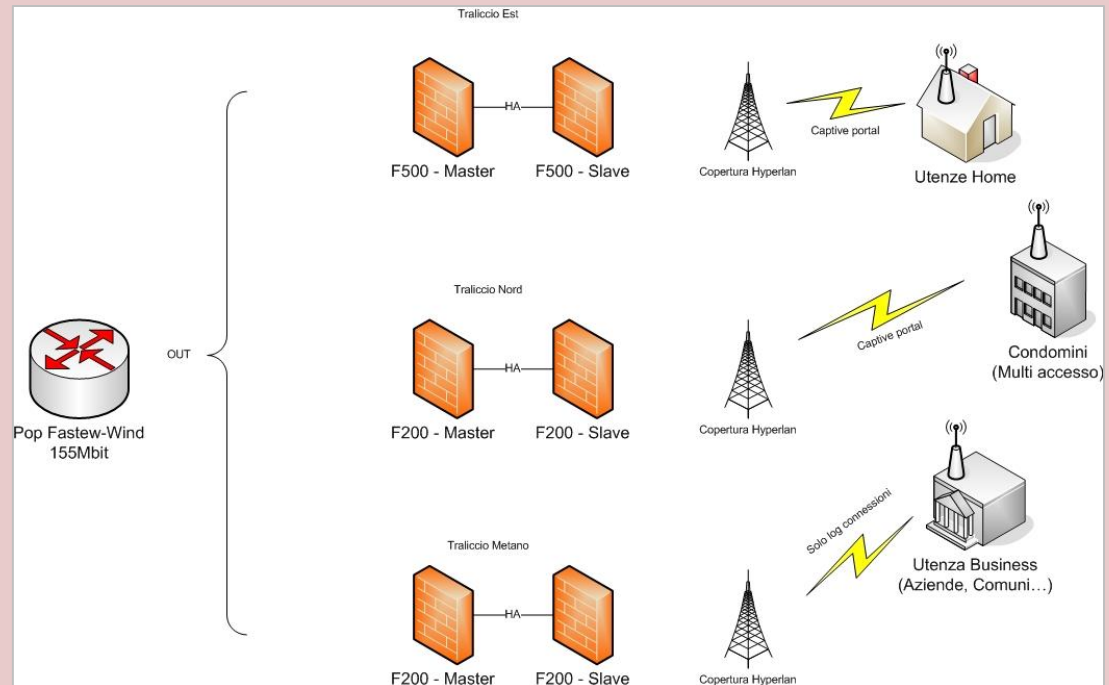 Traliccio Est
HA
F500 - Master
F500 - Slave
Copertura Hyperlan
Captive portal
Utenze Home
Traliccio Nord
OUT
HA
F200 - Master
F200 - Slave
Copertura Hyperlan
Captive portal
Condomini
(Multi accesso)
Pop Fastew-Wind
155Mbit
Traliccio Metano
HA
F200 - Master
F200 - Slave
Copertura Hyperlan
Solo log connessioni
Utenza Business
(Aziende, Comuni...)